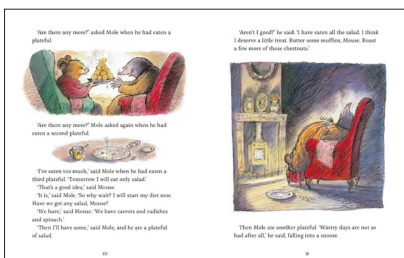 'Are there any more?' asked Mole when he had eaten a
plateful.
'Are there any more?' Mole asked again when he had
eaten a second plateful.
'I've eaten too much,' said Mole when he had eaten a
third plateful. 'Tomorrow I will eat only salad.'
'That's a good idea,' said Mouse
'It is,' said Mole. 'So why wait? I will start my diet now.
Have we got any salad, Mouse?'
'We have,' said Mouse. 'We have carrots and radishes
and spinach.'
'Then I'll have some,' said Mole, and he ate a plateful
of salad.
10
'Aren't I good?' he said. 'I have eaten all the salad. I think
I deserve a little treat. Butter some muffins, Mouse. Roast
a few more of those chestnuts.'
Then Mole ate another plateful. 'Wintry days are not so
bad after all,' he said, falling into a snooze.
11